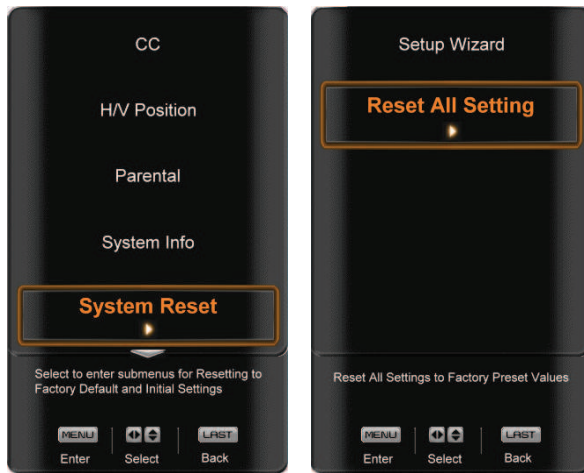 CC
H/V Position
Parental
System Info
System Reset
Select to enter submenus for Resetting to
Factory Default and Initial Settings
MENU
LAST
Enter
Select
Back
Setup Wizard
Reset All Setting
Reset All Settings to Factory Preset Values
MENU
LAST
Enter
Select
Back